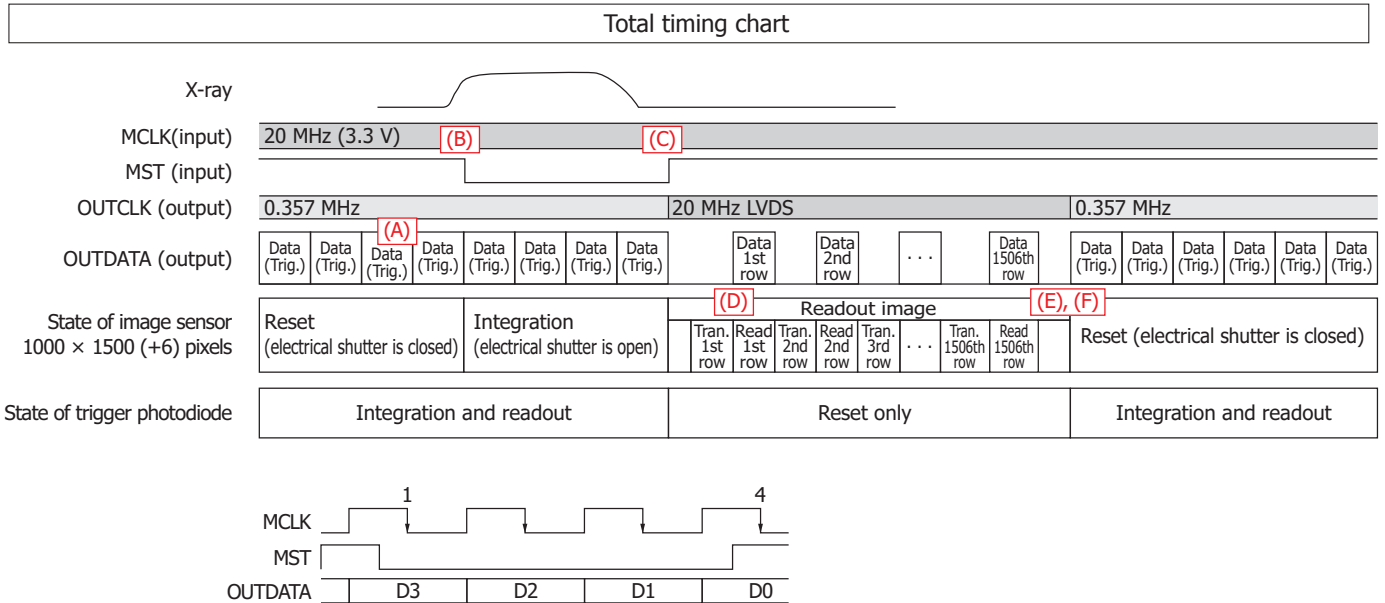 Total timing chart
X-ray
MCLK(input) 20 MHz (3.3 V) (B) (C)
MST (input)
OUTCLK (output) 0.357 MHz 20 MHz LVDS 0.357 MHz
(A)
OUTDATA (output)
Data (Trig.) Data (Trig.) Data (Trig.) Data (Trig.) Data (Trig.) Data (Trig.) Data (Trig.) Data (Trig.)
Data 1st row Data 2nd row ··· Data 1506th row
Data (Trig.) Data (Trig.) Data (Trig.) Data (Trig.) Data (Trig.) Data (Trig.)
State of image sensor
1000 × 1500 (+6) pixels
Reset
(electrical shutter is closed)
Integration
(electrical shutter is open)
(D) Readout image (E), (F)
Tran. 1st row Read 1st row Tran. 2nd row Read 2nd row Tran. 3rd row ··· Tran. 1506th row Read 1506th row
Reset (electrical shutter is closed)
State of trigger photodiode Integration and readout Reset only Integration and readout
1 4
MCLK
MST
OUTDATA D3 D2 D1 D0